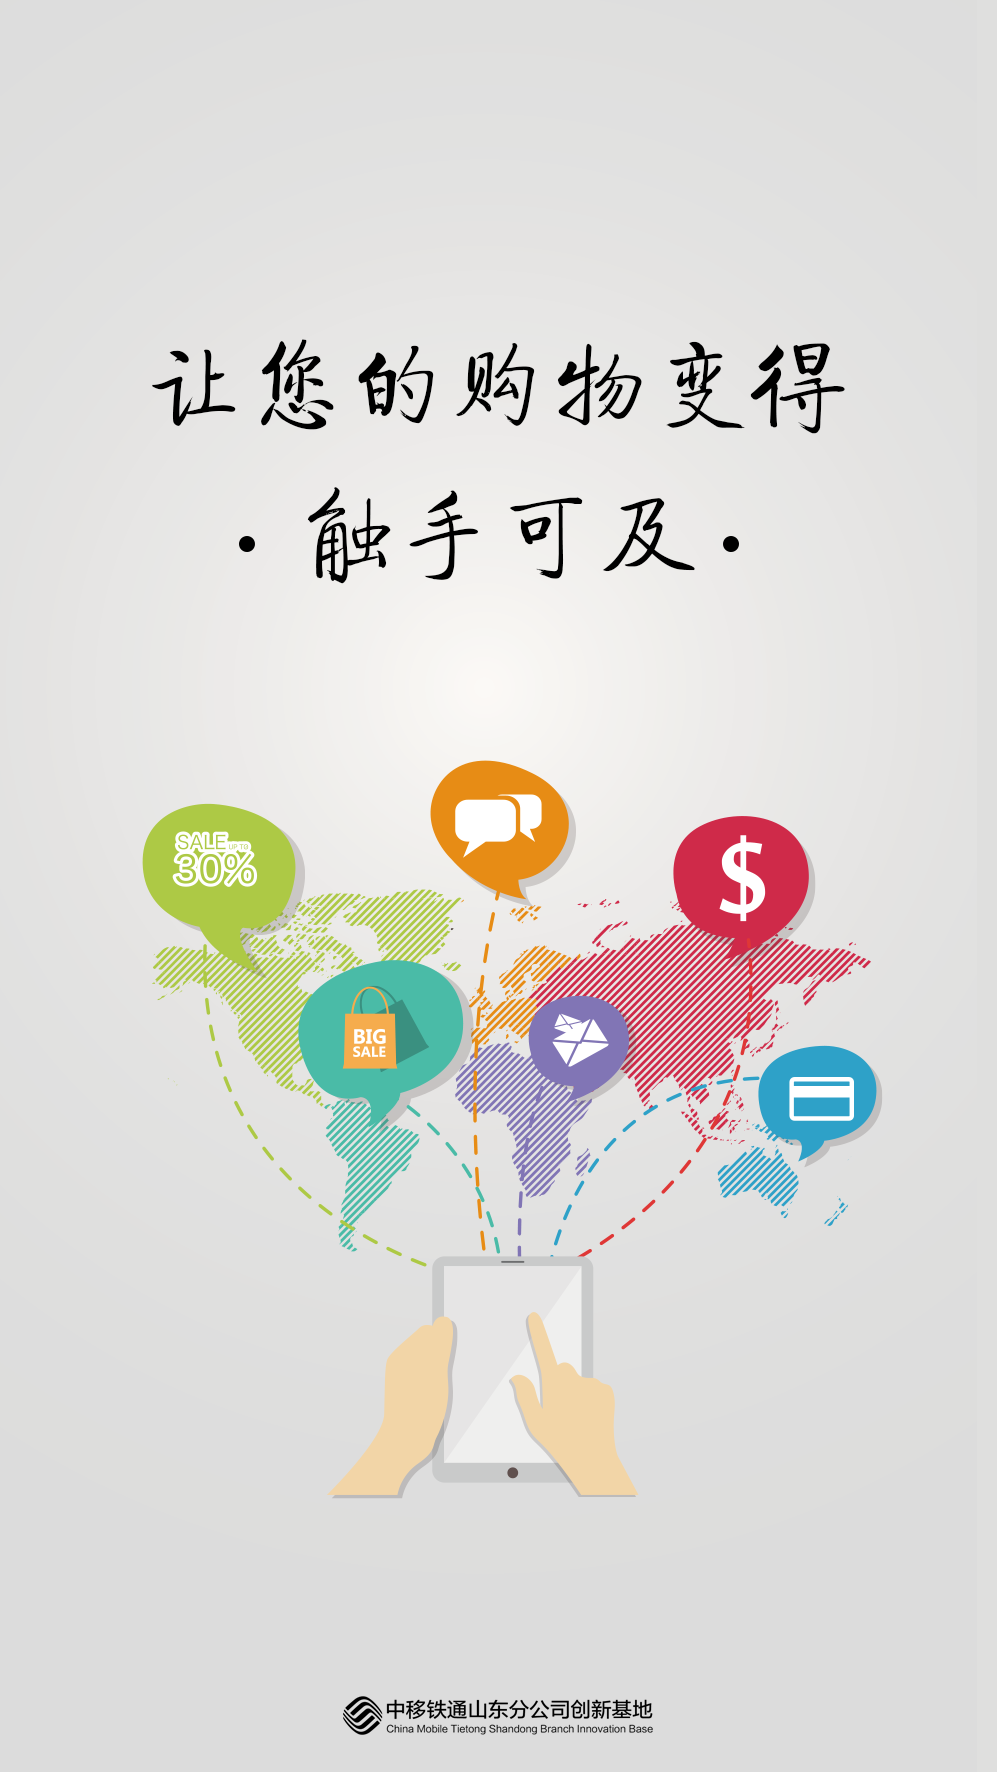 让您的购物变得
·触手可及·
SALE UP TO
30%
$
BIG
SALE
中移铁通山东分公司创新基地
China Mobile Tietong Shandong Branch Innovation Base